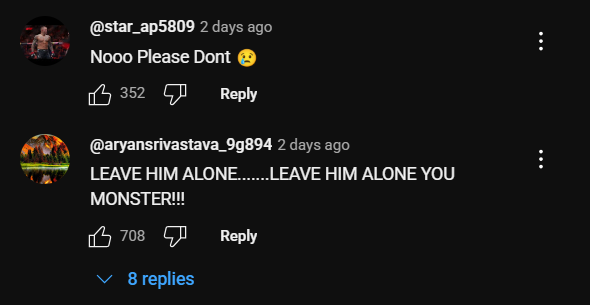 @star_ap5809 2 days ago
Nooo Please Dont 😢
352 Reply
@aryansrivastava_9g894 2 days ago
LEAVE HIM ALONE.......LEAVE HIM ALONE YOU
MONSTER!!!
708 Reply
8 replies